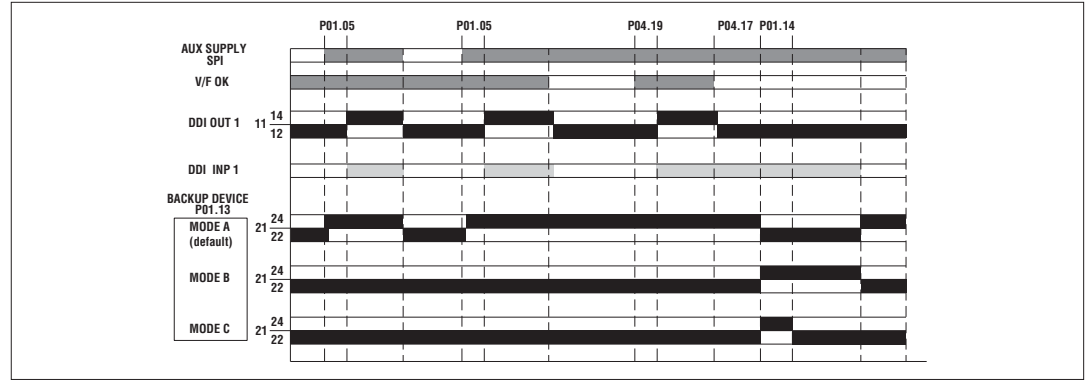 P01.05 P01.05 P04.19 P04.17 P01.14
AUX SUPPLY
SPI
V/F OK
DDI OUT 1 11 14
12
DDI INP 1
BACKUP DEVICE
P01.13
MODE A
(default)
21 24
22
MODE B 21 24
22
MODE C 21 24
22